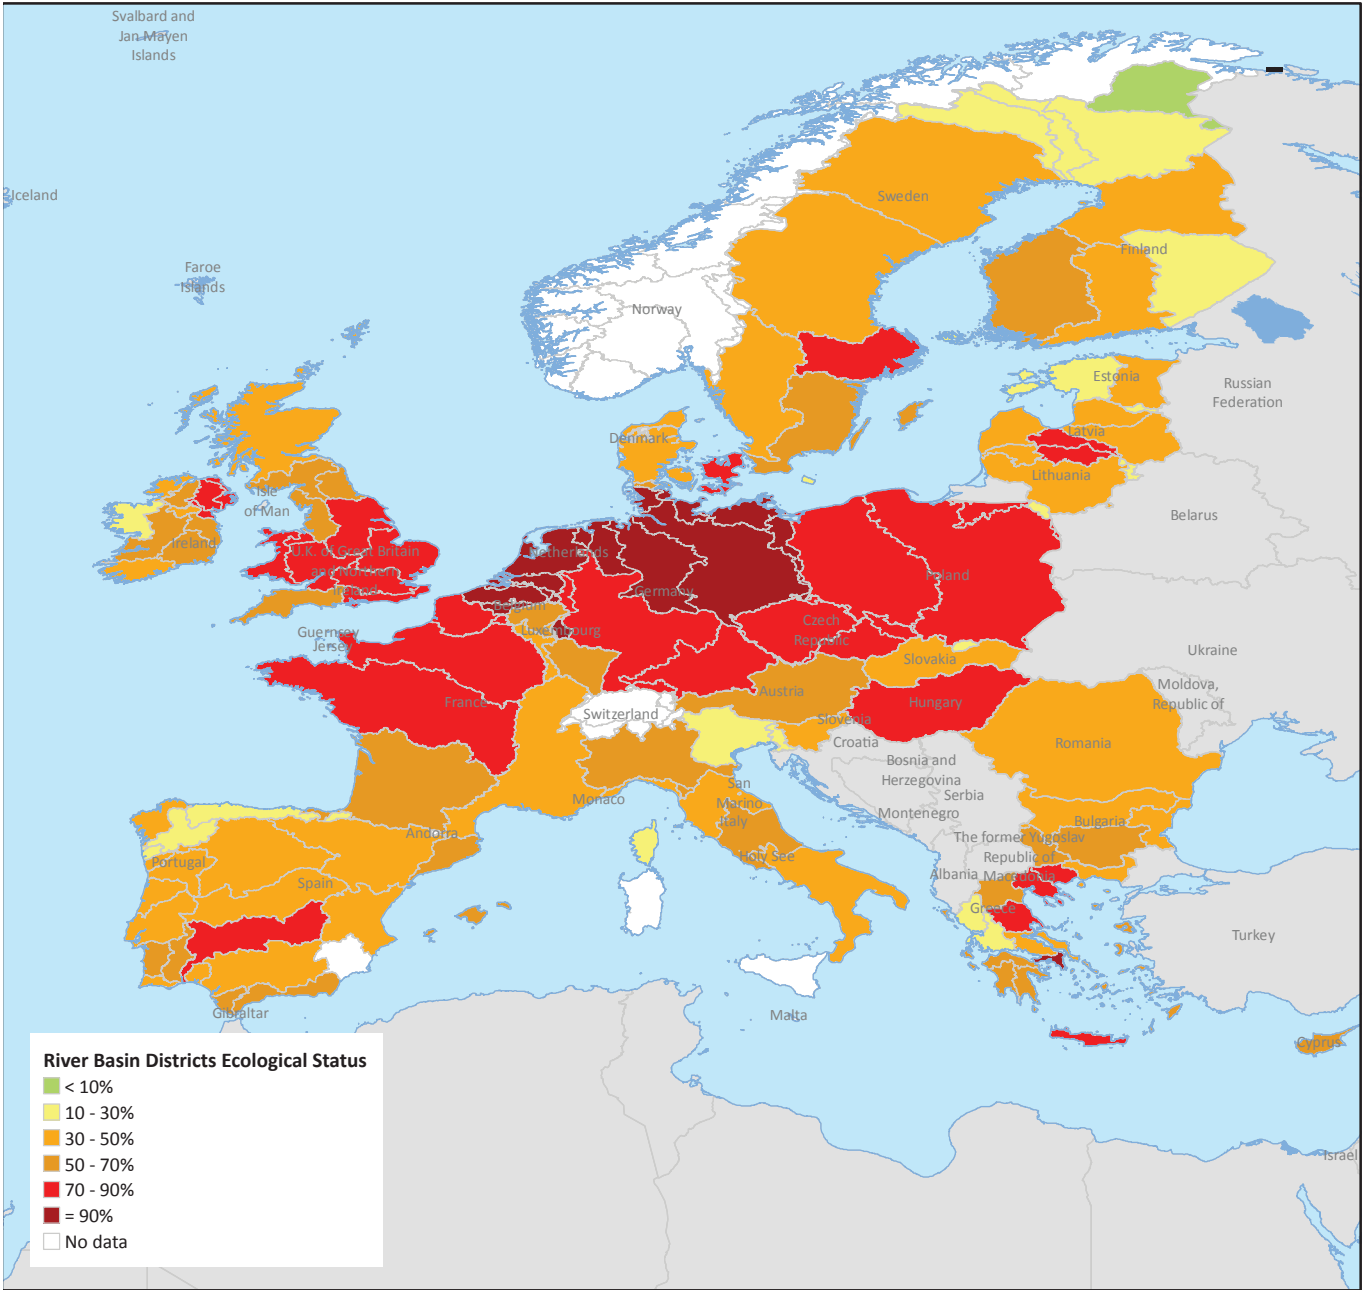 Svalbard and
Jan Mayen
Islands
Iceland
Sweden
Finland
Faroe
Islands
Norway
Estonia
Russian
Federation
Denmark
Latvia
Lithuania
Isle
of Man
Belarus
Ireland
U.K. of Great Britain
and Northern
Ireland
Netherlands
Germany
Poland
Belgium
Czech
Republic
Luxembourg
Guernsey
Jersey
Slovakia
Ukraine
Moldova,
Republic of
Austria
France
Switzerland
Hungary
Slovenia
Croatia
Romania
Bosnia and
Herzegovina
San
Marino
Italy
Serbia
Monaco
Montenegro
Bulgaria
Andorra
The former Yugoslav
Republic of
Macedonia
Holy See
Portugal
Albania
Spain
Greece
Turkey
Gibraltar
Malta
Cyprus
Israel
River Basin Districts Ecological Status
< 10%
10 - 30%
30 - 50%
50 - 70%
70 - 90%
= 90%
No data